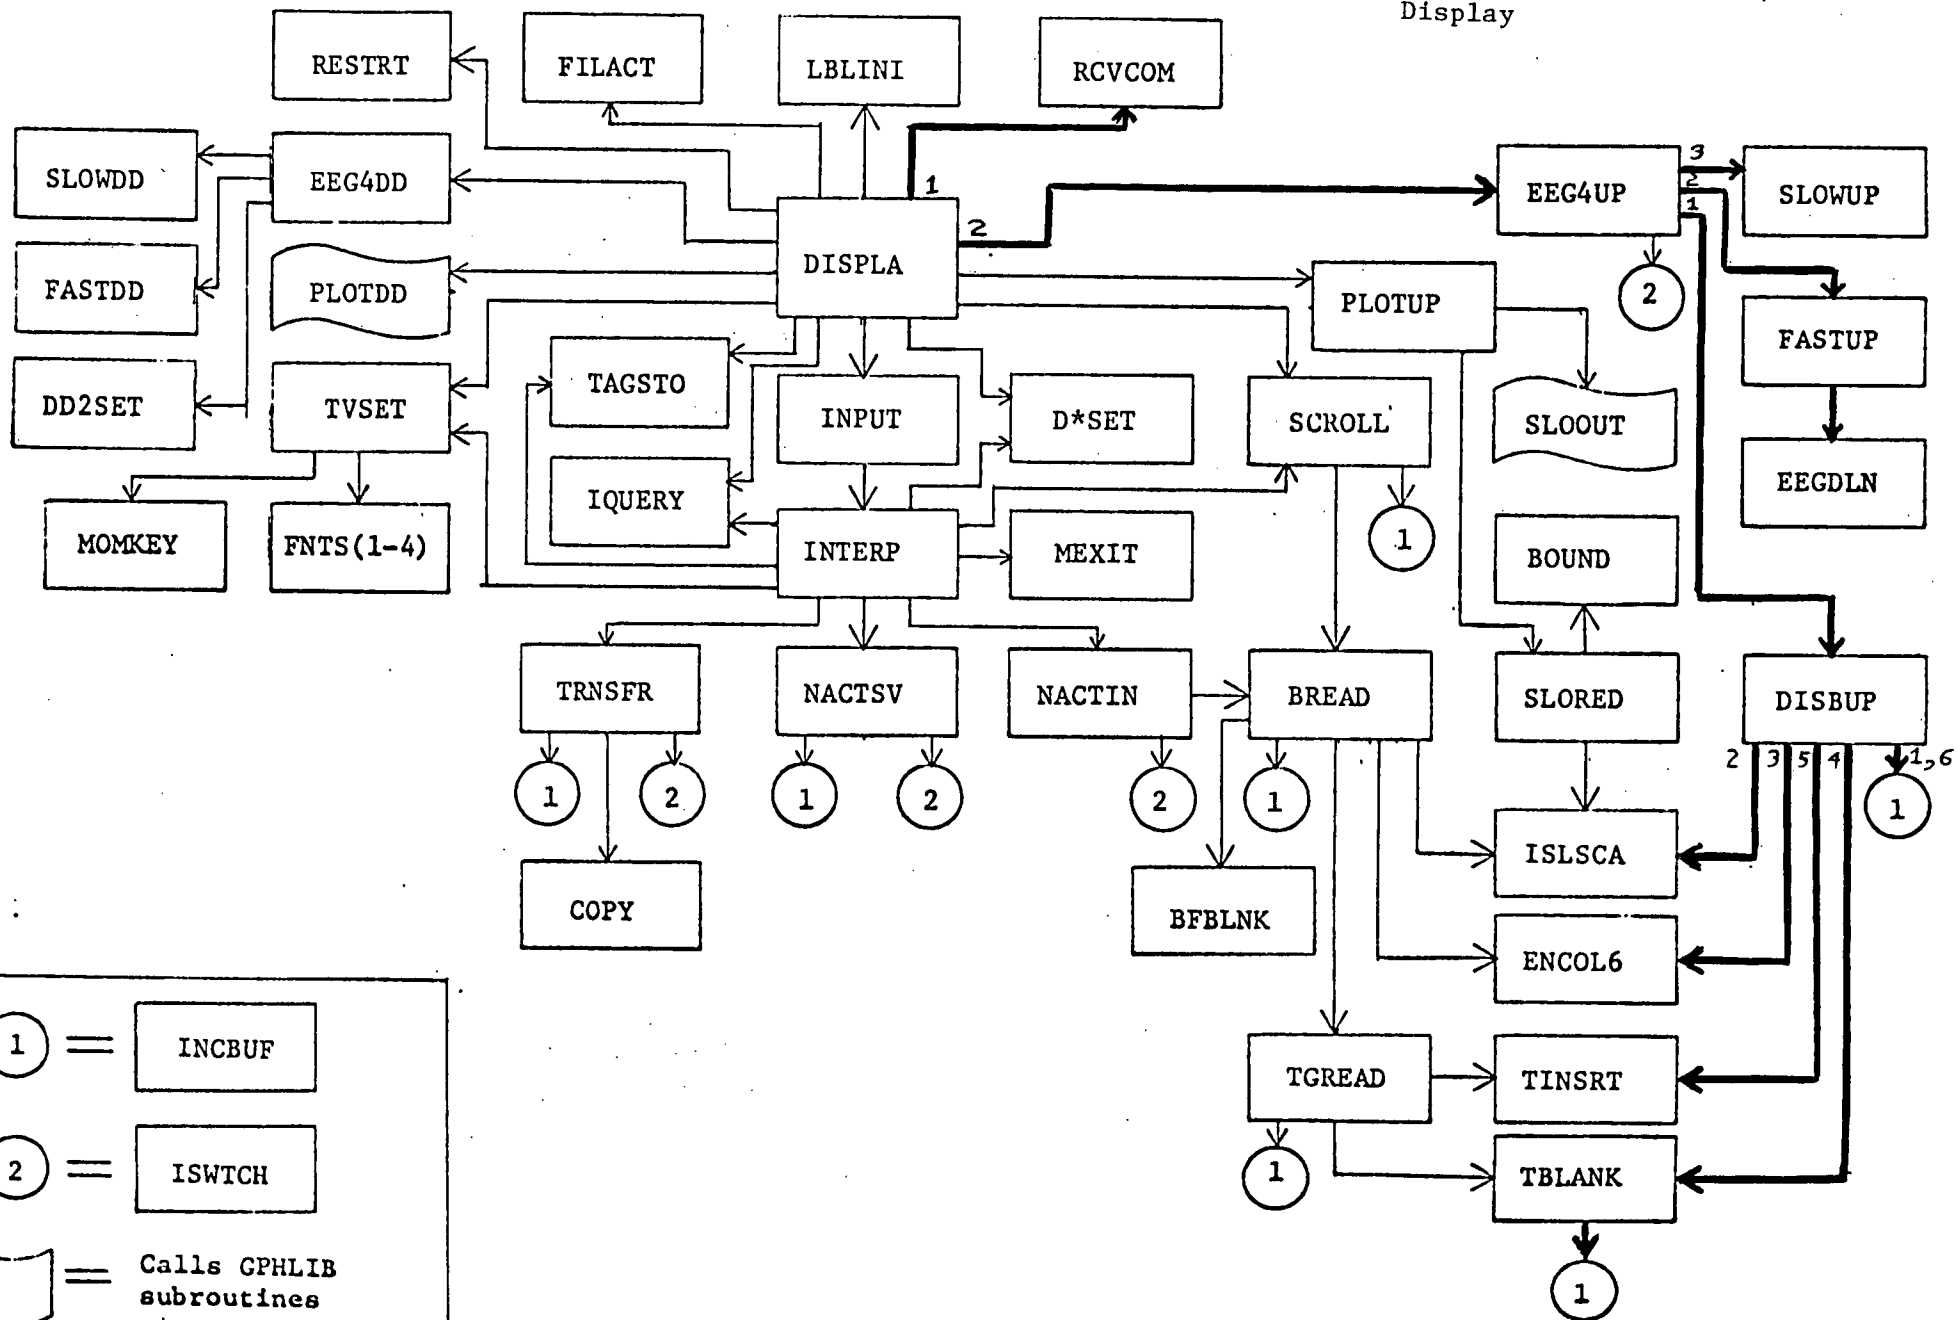 Display
RESTRT
FILACT
LBLINI
RCVCOM
SLOWDD
EEG4DD
1
EEG4UP
3
2
1
SLOWUP
DISPLA
2
FASTDD
PLOTDD
PLOTUP
2
FASTUP
DD2SET
TVSET
TAGSTO
INPUT
D*SET
SCROLL
SLOOUT
EEGDLN
MOMKEY
FNTS(1-4)
IQUERY
INTERP
MEXIT
1
BOUND
TRNSFR
NACTSV
NACTIN
BREAD
SLORED
DISBUP
2
3
5
4
1,6
1
2
1
2
2
1
1
COPY
BFBLNK
ISLSCA
ENCOL6
1 = INCBUF
TGREAD
TINSRT
2 = ISWTCH
1
TBLANK
= Calls GPHLIB
subroutines
1